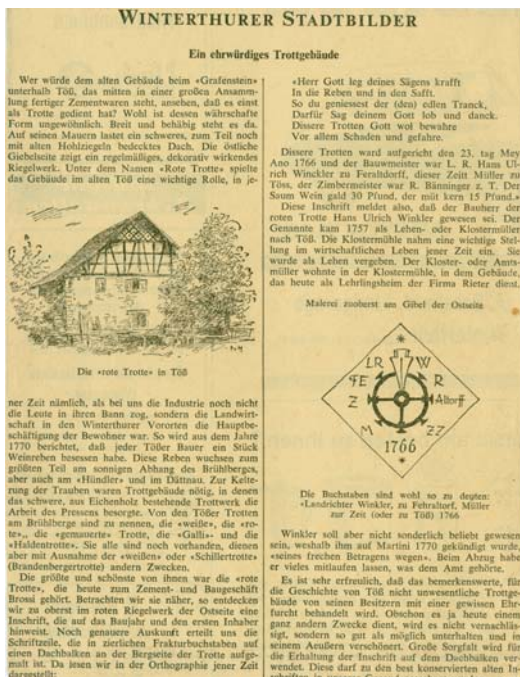 WINTERTHURER STADTBILDER
Ein ehrwürdiges Trottgebäude
Wer würde dem alten Gebäude beim «Grafenstein»
unterhalb Töß, das mitten in einer großen Ansamm-
lung fertiger Zementwaren steht, ansehen, daß es einst
als Trotte gedient hat? Wohl ist dessen währschafte
Form ungewöhnlich. Breit und behäbig steht es da.
Auf seinen Mauern lastet ein schweres, zum Teil noch
mit alten Hohlziegeln bedecktes Dach. Die östliche
Giebelseite zeigt ein regelmäßiges, dekorativ wirkendes
Riegelwerk. Unter dem Namen «Rote Trotte» spielte
das Gebäude im alten Töß eine wichtige Rolle, in je-
Die «rote Trotte» in Töß
ner Zeit nämlich, als bei uns die Industrie noch nicht
die Leute in ihren Bann zog, sondern die Landwirt-
schaft in den Winterthurer Vororten die Hauptbe-
schäftigung der Bewohner war. So wird aus dem Jahre
1770 berichtet, daß jeder Tößer Bauer ein Stück
Weinreben besessen habe. Diese Reben wuchsen zum
größten Teil am sonnigen Abhang des Brühlberges,
aber auch am «Hündler» und im Dättnau. Zur Kelte-
rung der Trauben waren Trottgebäude nötig, in denen
das schwere, aus Eichenholz bestehende Trottwerk die
Arbeit des Pressens besorgte. Von den Tößer Trotten
am Brühlberge sind zu nennen, die «weiße», die «ro-
te», die «gemauerte» Trotte, die «Galli»- und die
«Haldentrotte». Sie alle sind noch vorhanden, dienen
aber mit Ausnahme der «weißen» oder «Schillertrotte»
(Brandenbergertrotte) andern Zwecken.
Die größte und schönste von ihnen war die «rote
Trotte», die heute zum Zement- und Baugeschäft
Brossi gehört. Betrachten wir sie näher, so entdecken
wir zu oberst im roten Riegelwerk der Ostseite eine
Inschrift, die auf das Baujahr und den ersten Inhaber
hinweist. Noch genauere Auskunft erteilt uns die
Schriftzeile, die in zierlichen Frakturbuchstaben auf
einen Dachbalken an der Bergseite der Trotte aufge-
malt ist. Da lesen wir in der Orthographie jener Zeit
dargestellt:
«Herr Gott leg deines Sägens krafft
In die Reben und in den Safft.
So du geniessest der (den) edlen Tranck,
Darfür Sag deinem Gott lob und danck.
Dissere Trotten Gott wol bewahre
Vor allem Schaden und gefahre.
Dissere Trotten ward aufgericht den 23, tag Mey
Ano 1766 and der Bauwmeister war L. R. Hans Ul-
rich Winckler zu Feraltdorff, dieser Zeitt Müller zu
Töss, der Zimbermeister war R. Bänninger z. T. Der
Saum Wein gald 30 Pfund, der müt kern 15 Pfund.»
Diese Inschrift meldet also, daß der Bauherr der
roten Trotte Hans Ulrich Winkler gewesen sei. Der
Genannte kam 1757 als Lehen- oder Klostermüller
nach Töß. Die Klostermühle nahm eine wichtige Stel-
lung im wirtschaftlichen Leben jener Zeit ein. Sie
wurde als Lehen vergeben. Der Kloster- oder Amts-
müller wohnte in der Klostermühle, in dem Gebäude,
das heute als Lehrlingsheim der Firma Rieter dient.
Malerei zuoberst am Gibel der Ostseite
LR W
FE R
Z Altorff
M ZZ
1766
Die Buchstaben sind wohl so zu deuten:
«Landrichter Winkler, zu Fehraltorf, Müller
zur Zeit (oder zu Töß) 1766
Winkler soll aber nicht sonderlich beliebt gewesen
sein, weshalb ihm auf Martini 1770 gekündigt wurde,
«seines frechen Betragens wegen». Beim Abzug habe
er vieles mitlaufen lassen, was dem Amt gehörte.
Es ist sehr erfreulich, daß das bemerkenswerte, für
die Geschichte von Töß nicht unwesentliche Trottge-
bäude von seinen Besitzern mit einer gewissen Ehr-
furcht behandelt wird. Obschon es ja heute einem
ganz andern Zwecke dient, wird es nicht vernachläs-
sigt, sondern so gut als möglich unterhalten und in
seinem Aeußern verschönert. Große Sorgfalt wird für
die Erhaltung der Inschrift auf dem Dachbalken ver-
wendet. Diese darf zu den best konservierten alten In-